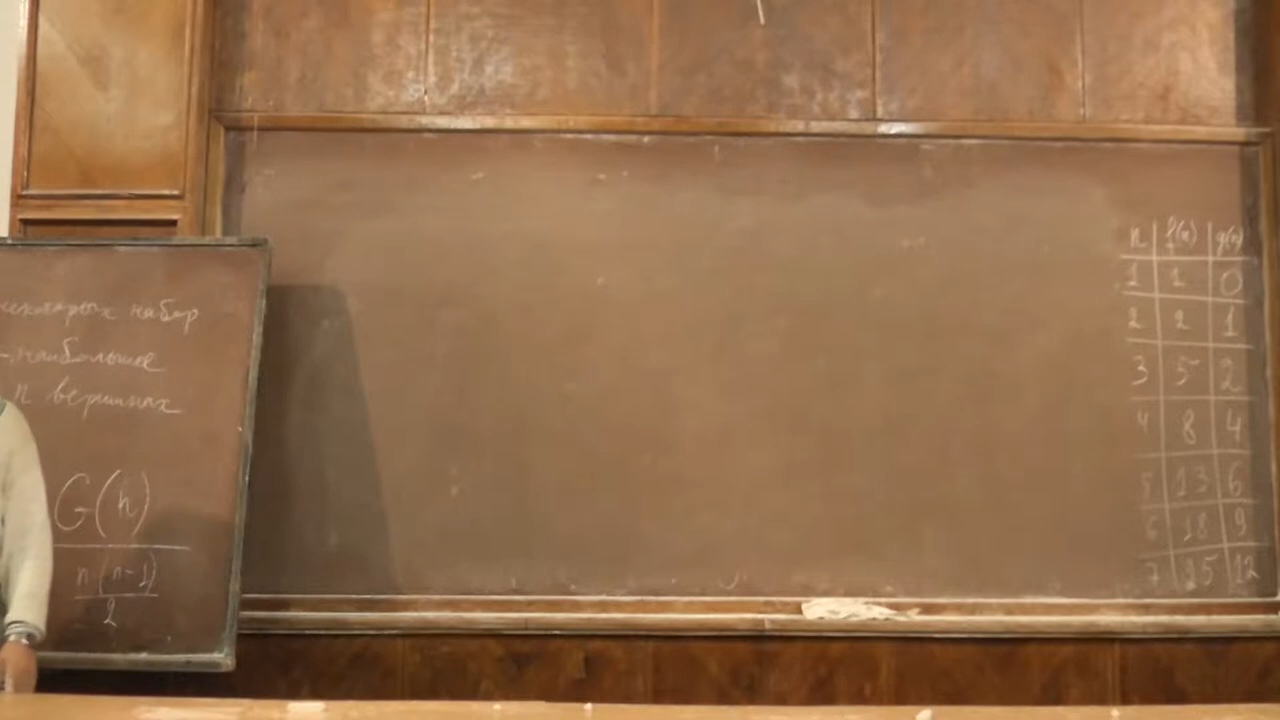 некоторых набор
- наибольшее
n вершинах
G(n)
n(n-1)
2
n f(n) g(n)
1 1 0
2 2 1
3 5 2
4 8 4
5 13 6
6 18 9
7 25 12